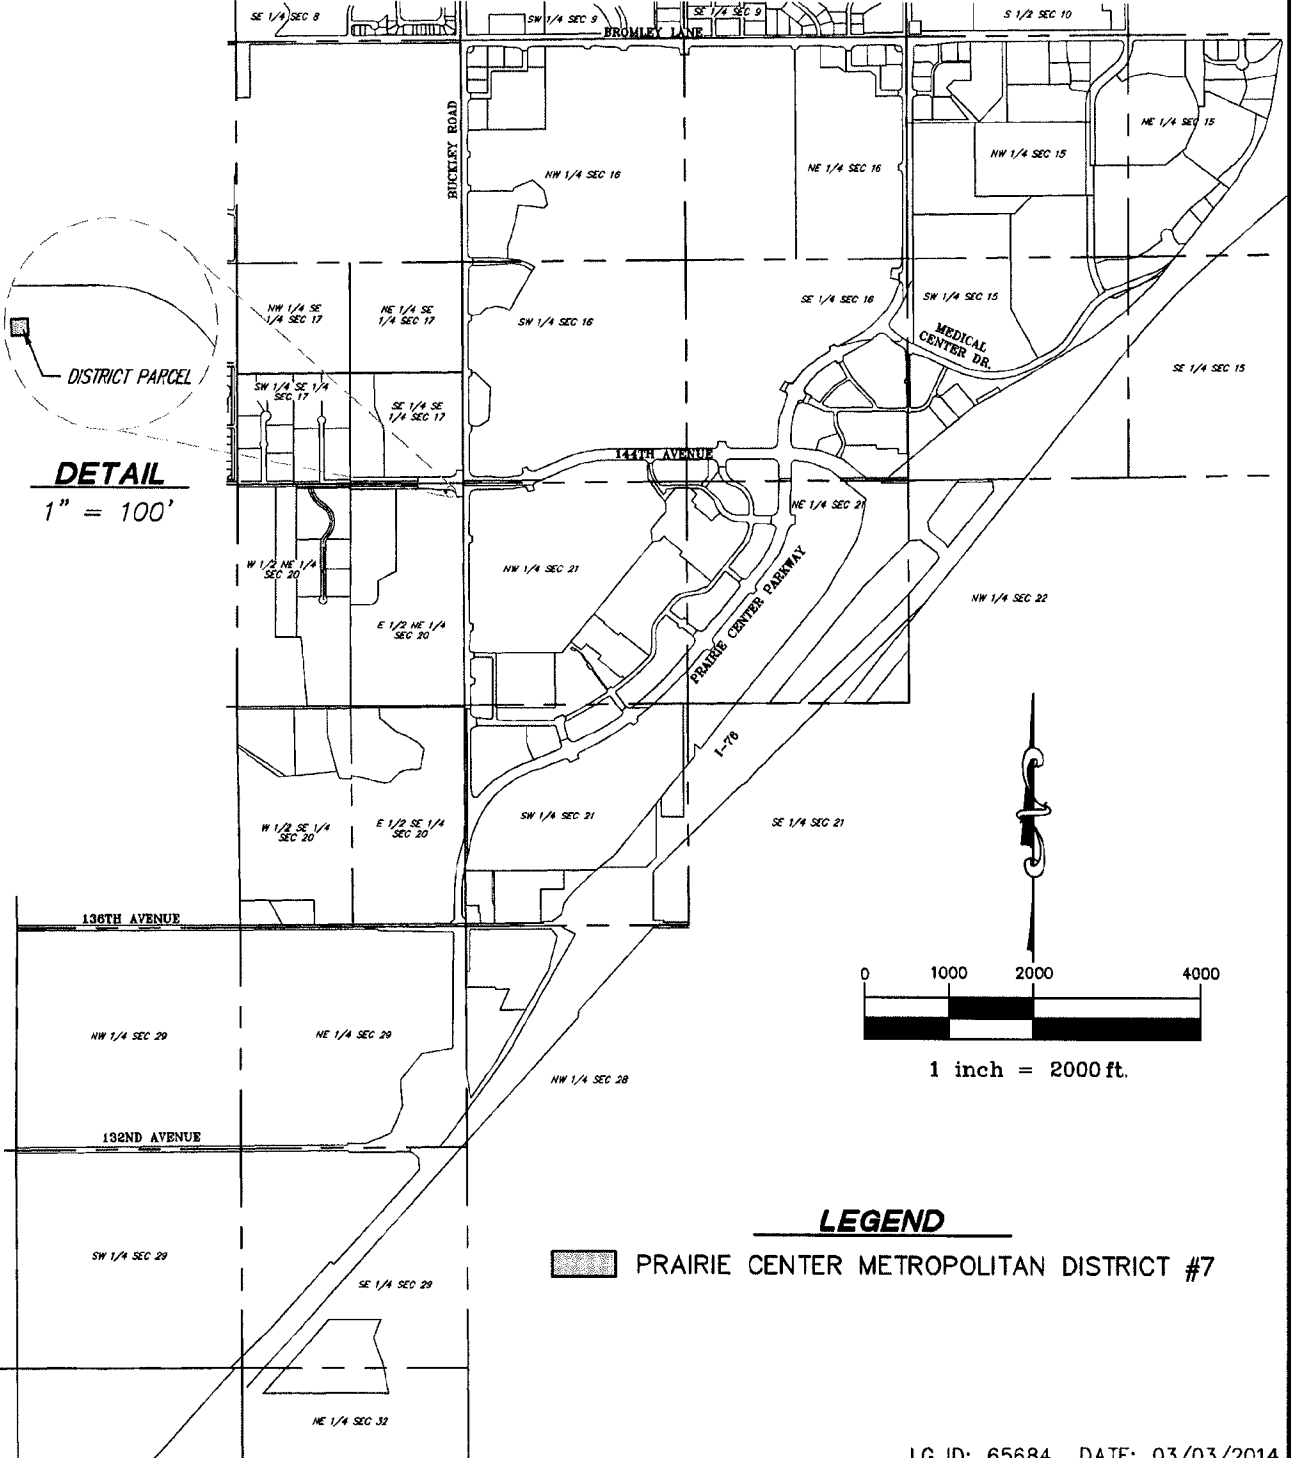 SE 1/4 SEC 8
SW 1/4 SEC 9
SE 1/4 SEC 9
S 1/2 SEC 10
BROMLEY LANE
BUCKLEY ROAD
NW 1/4 SEC 16
NE 1/4 SEC 16
NW 1/4 SEC 15
NE 1/4 SEC 15
NW 1/4 SE
1/4 SEC 17
NE 1/4 SE
1/4 SEC 17
SW 1/4 SEC 16
SE 1/4 SEC 16
SW 1/4 SEC 15
MEDICAL
CENTER DR.
SE 1/4 SEC 15
DISTRICT PARCEL
SW 1/4 SE 1/4
SEC 17
SE 1/4 SE
1/4 SEC 17
DETAIL
1" = 100'
144TH AVENUE
NE 1/4 SEC 21
W 1/2 NE 1/4
SEC 20
NW 1/4 SEC 21
PRAIRIE CENTER PARKWAY
NW 1/4 SEC 22
E 1/2 NE 1/4
SEC 20
I-76
W 1/2 SE 1/4
SEC 20
E 1/2 SE 1/4
SEC 20
SW 1/4 SEC 21
SE 1/4 SEC 21
136TH AVENUE
0 1000 2000 4000
1 inch = 2000 ft.
NW 1/4 SEC 29
NE 1/4 SEC 29
NW 1/4 SEC 28
132ND AVENUE
SW 1/4 SEC 29
SE 1/4 SEC 29
LEGEND
PRAIRIE CENTER METROPOLITAN DISTRICT #7
NE 1/4 SEC 32
LG ID: 65684 DATE: 03/03/2014